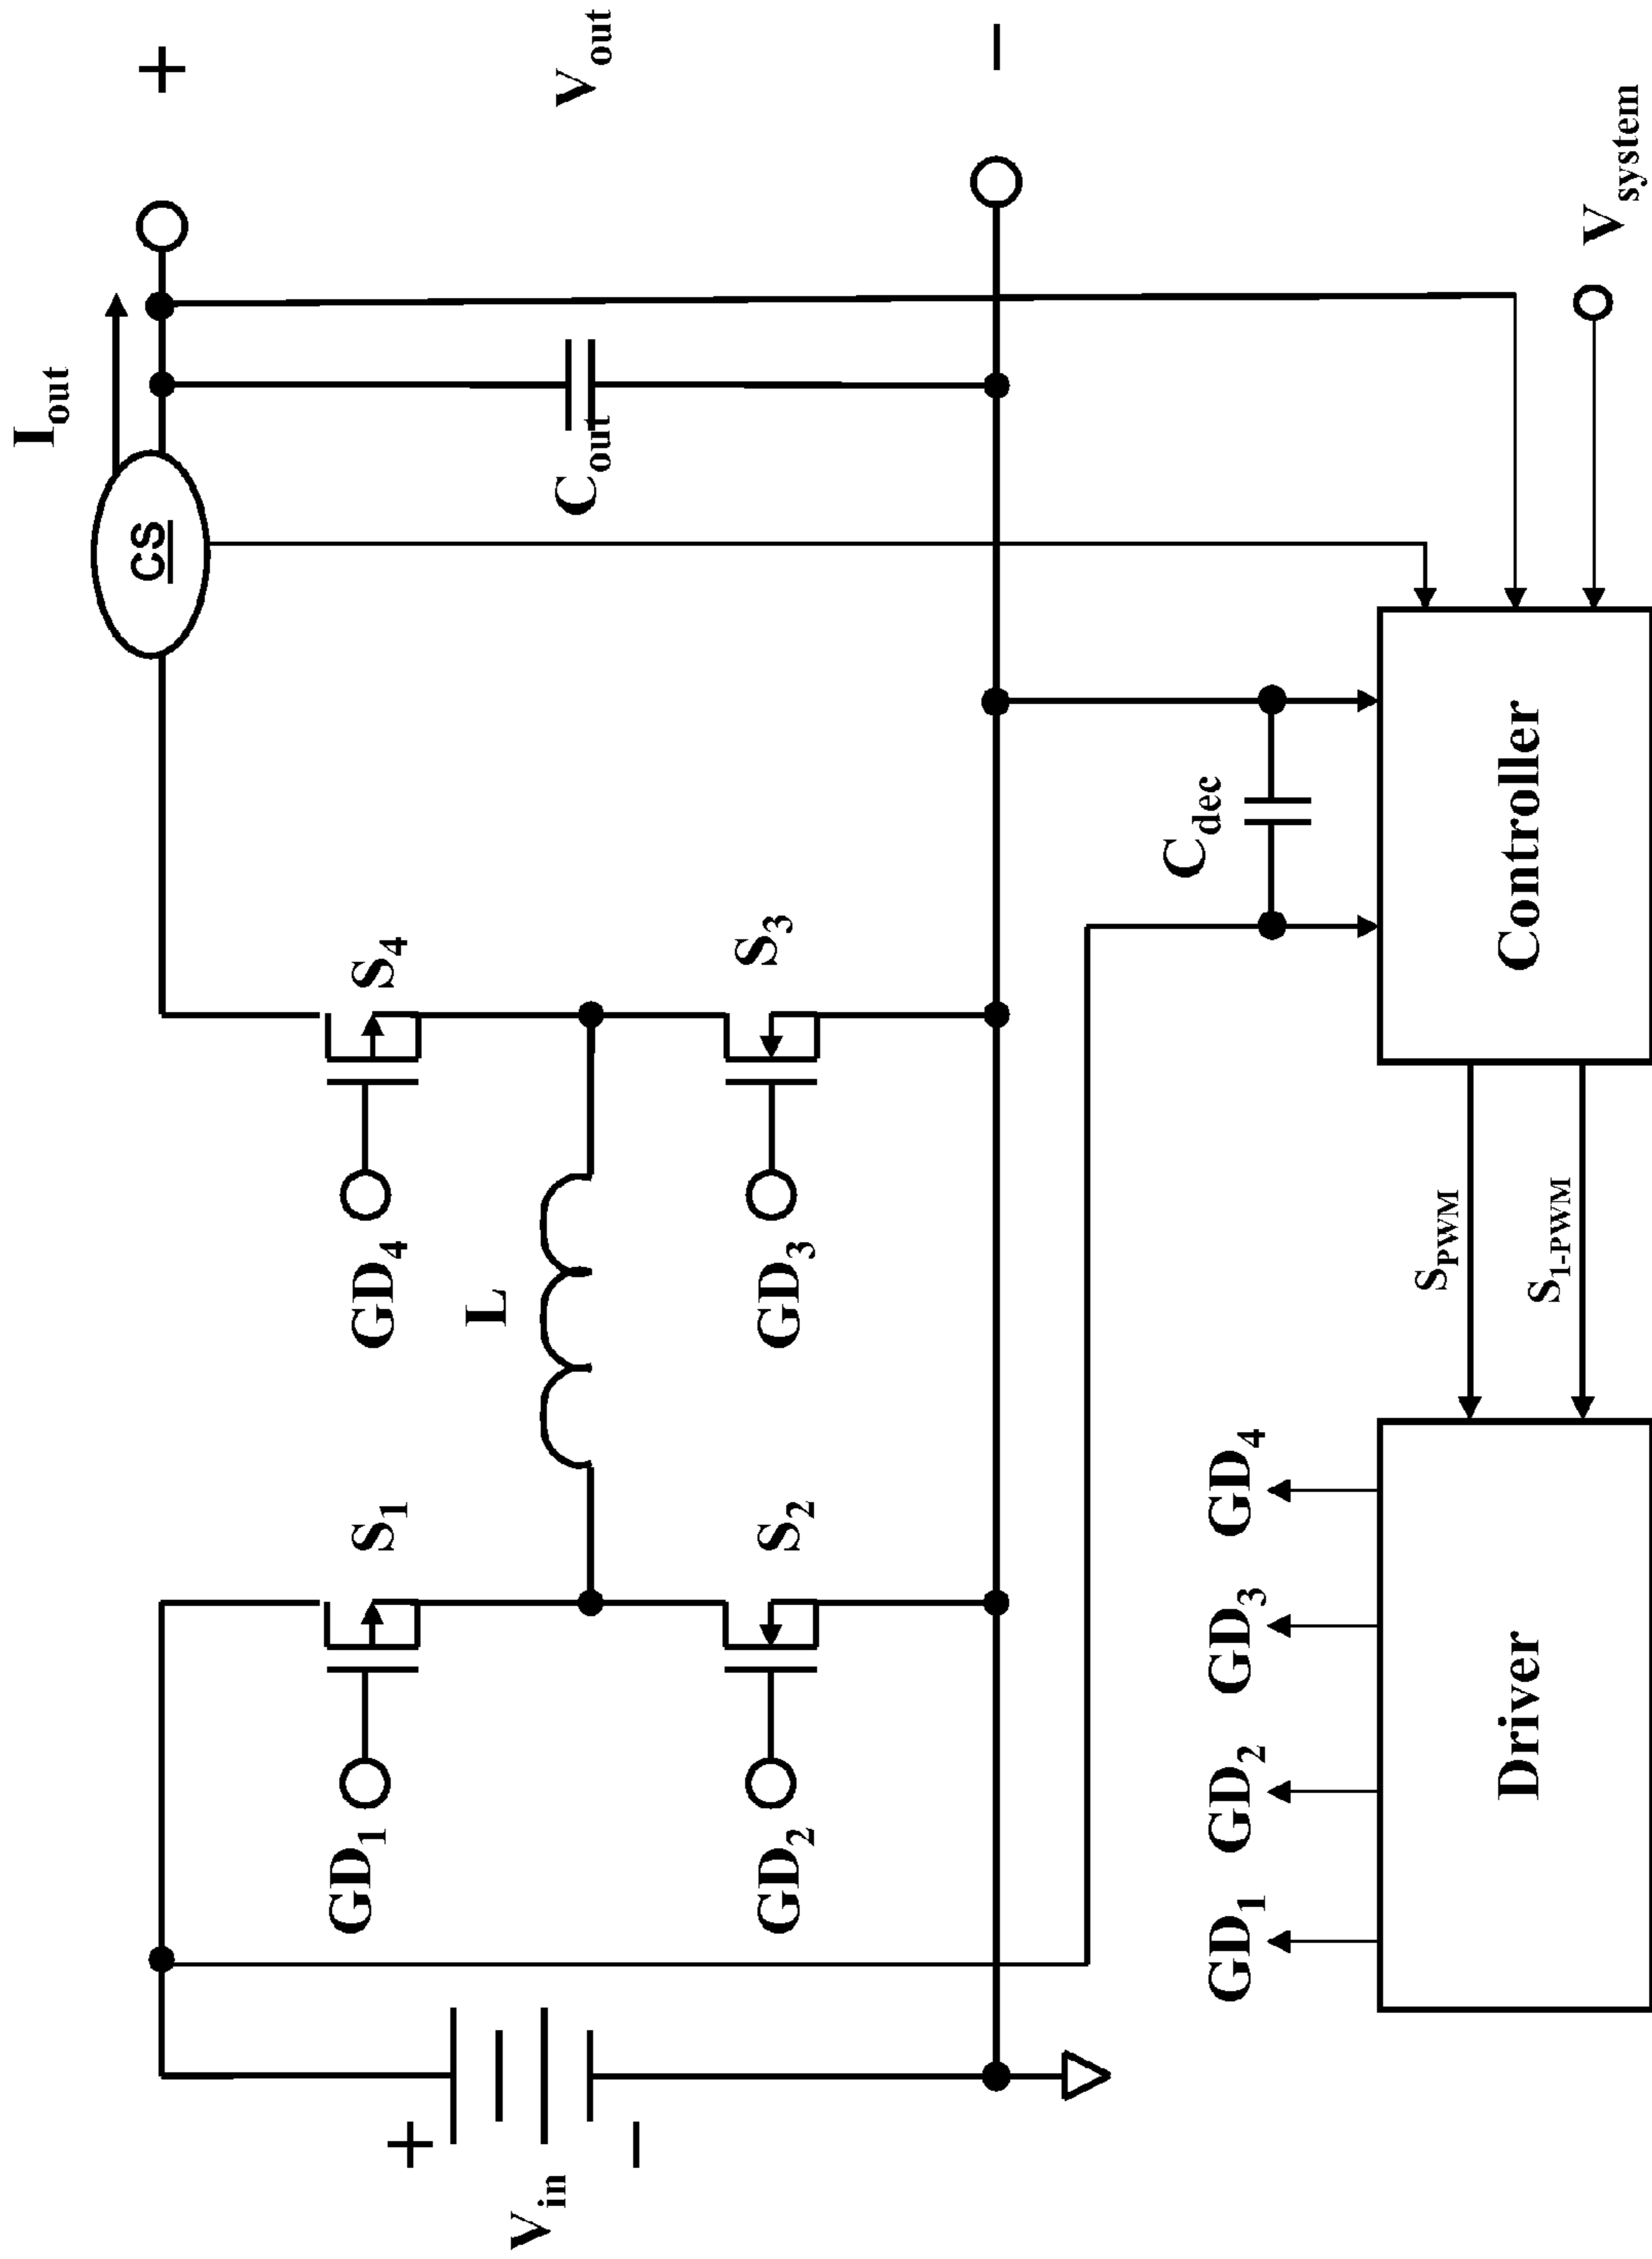 I_out
+
CS
V_out
C_out
−
S_4
GD_4
S_1
GD_1
L
+
V_in
−
S_3
GD_3
S_2
GD_2
C_dec
V_system
GD_1
GD_2
GD_3
GD_4
S_PWM
S_1-PWM
Driver
Controller